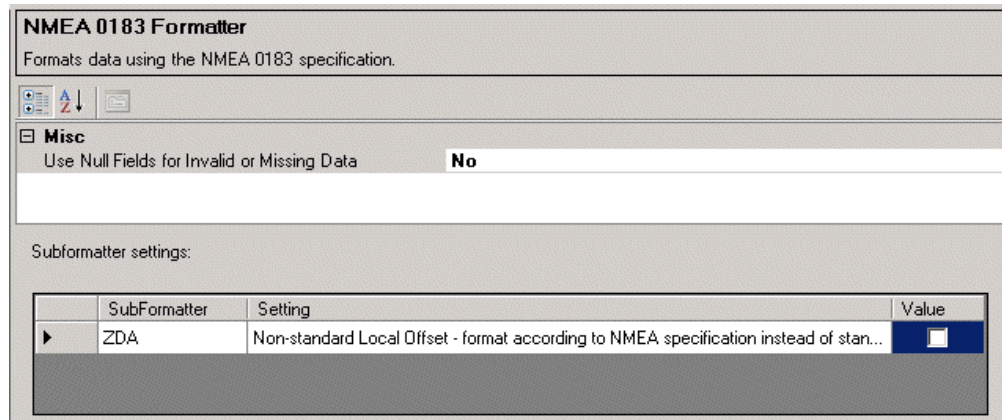 NMEA 0183 Formatter
Formats data using the NMEA 0183 specification.
Misc
Use Null Fields for Invalid or Missing Data No
Subformatter settings:
SubFormatter Setting Value
ZDA Non-standard Local Offset - format according to NMEA specification instead of stan...